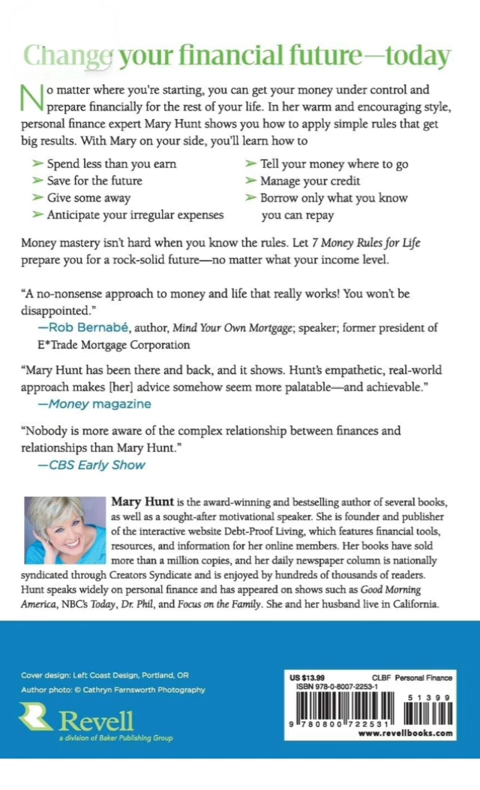 Change your financial future—today
No matter where you're starting, you can get your money under control and
prepare financially for the rest of your life. In her warm and encouraging style,
personal finance expert Mary Hunt shows you how to apply simple rules that get
big results. With Mary on your side, you'll learn how to
➢ Spend less than you earn
➢ Save for the future
➢ Give some away
➢ Anticipate your irregular expenses
➢ Tell your money where to go
➢ Manage your credit
➢ Borrow only what you know
you can repay
Money mastery isn't hard when you know the rules. Let 7 Money Rules for Life
prepare you for a rock-solid future—no matter what your income level.
“A no-nonsense approach to money and life that really works! You won't be
disappointed.”
—Rob Bernabé, author, Mind Your Own Mortgage; speaker; former president of
E*Trade Mortgage Corporation
“Mary Hunt has been there and back, and it shows. Hunt's empathetic, real-world
approach makes [her] advice somehow seem more palatable—and achievable.”
—Money magazine
“Nobody is more aware of the complex relationship between finances and
relationships than Mary Hunt.”
—CBS Early Show
Mary Hunt is the award-winning and bestselling author of several books,
as well as a sought-after motivational speaker. She is founder and publisher
of the interactive website Debt-Proof Living, which features financial tools,
resources, and information for her online members. Her books have sold
more than a million copies, and her daily newspaper column is nationally
syndicated through Creators Syndicate and is enjoyed by hundreds of thousands of readers.
Hunt speaks widely on personal finance and has appeared on shows such as Good Morning
America, NBC's Today, Dr. Phil, and Focus on the Family. She and her husband live in California.
Cover design: Left Coast Design, Portland, OR
Author photo: © Cathryn Farnsworth Photography
Revell
a division of Baker Publishing Group
US $13.99 CLBF Personal Finance
ISBN 978-0-8007-2253-1
5 1 3 9 9
9 780800 722531
www.revellbooks.com